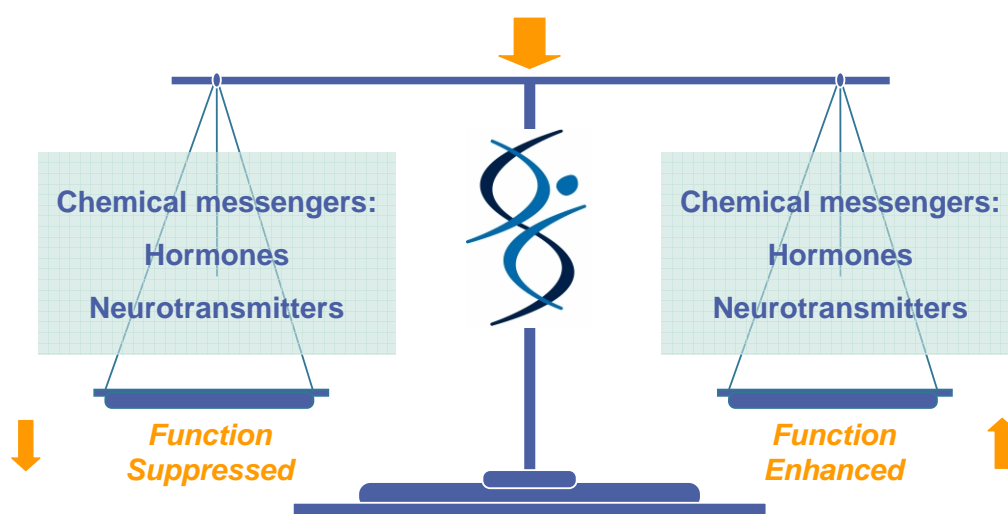 Chemical messengers:
Hormones
Neurotransmitters
Function
Suppressed
Chemical messengers:
Hormones
Neurotransmitters
Function
Enhanced